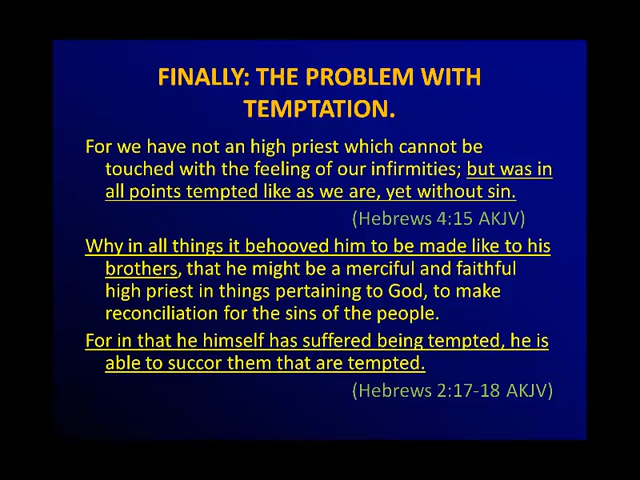 FINALLY: THE PROBLEM WITH
TEMPTATION.
For we have not an high priest which cannot be
touched with the feeling of our infirmities; but was in
all points tempted like as we are, yet without sin.
(Hebrews 4:15 AKJV)
Why in all things it behooved him to be made like to his
brothers, that he might be a merciful and faithful
high priest in things pertaining to God, to make
reconciliation for the sins of the people.
For in that he himself has suffered being tempted, he is
able to succor them that are tempted.
(Hebrews 2:17-18 AKJV)